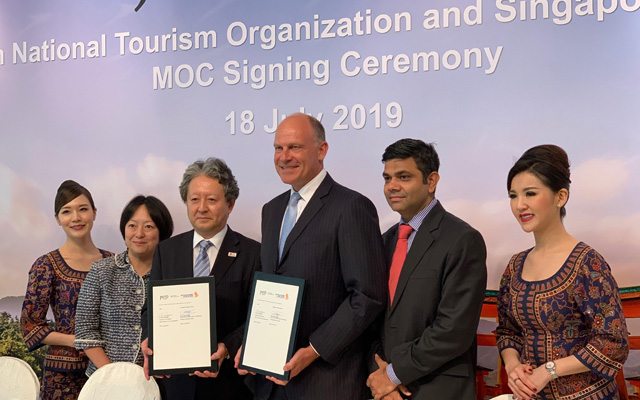 n National Tourism Organization and Singapo
MOC Signing Ceremony
18 July 2019